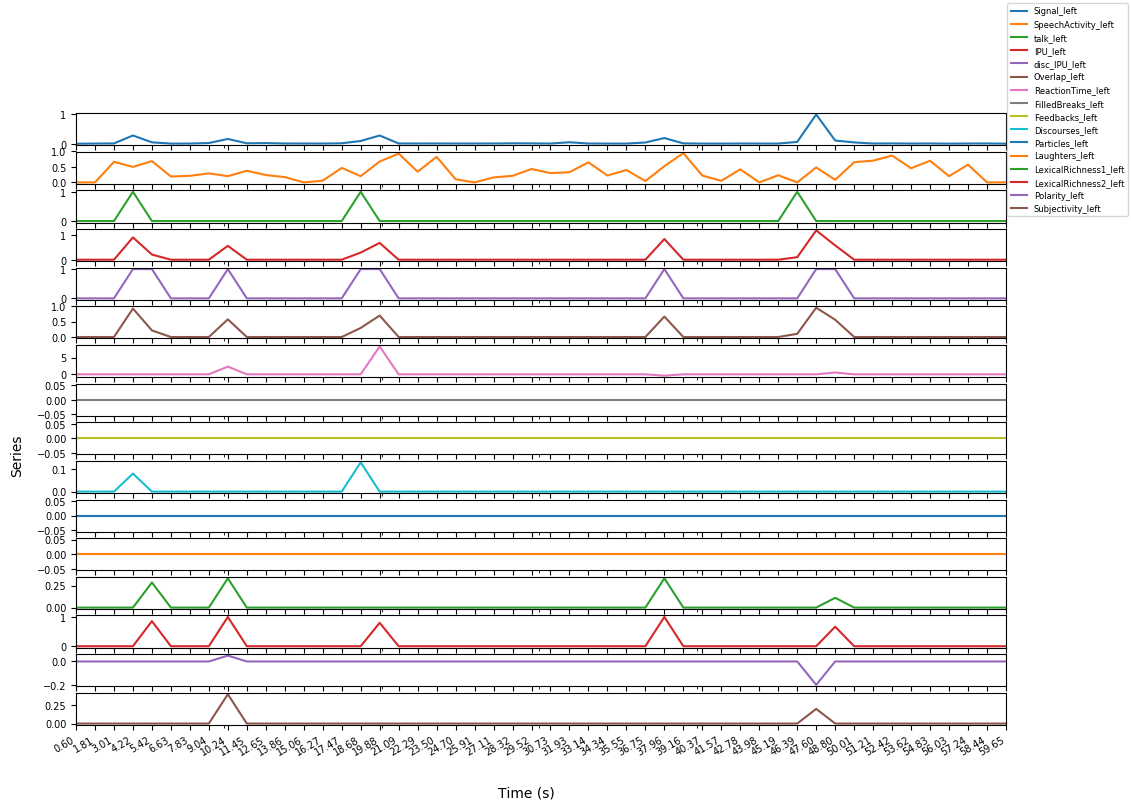 Signal_left
SpeechActivity_left
talk_left
IPU_left
disc_IPU_left
Overlap_left
ReactionTime_left
FilledBreaks_left
Feedbacks_left
Discourses_left
Particles_left
Laughters_left
LexicalRichness1_left
LexicalRichness2_left
Polarity_left
Subjectivity_left
1
0
1.0
0.5
0.0
1
0
1
0
1
0
1.0
0.5
0.0
5
0
0.05
0.00
−0.05
0.05
0.00
−0.05
0.1
0.0
0.05
0.00
−0.05
0.05
0.00
−0.05
0.25
0.00
1
0
0.0
−0.2
0.25
0.00
Series
0.60 1.81 3.01 4.22 5.42 6.63 7.83 9.04 10.24 11.45 12.65 13.86 15.06 16.27 17.47 18.68 19.88 21.09 22.29 23.50 24.70 25.91 27.11 28.32 29.52 30.73 31.93 33.14 34.34 35.55 36.75 37.96 39.16 40.37 41.57 42.78 43.98 45.19 46.39 47.60 48.80 50.01 51.21 52.42 53.62 54.83 56.03 57.24 58.44 59.65
Time (s)